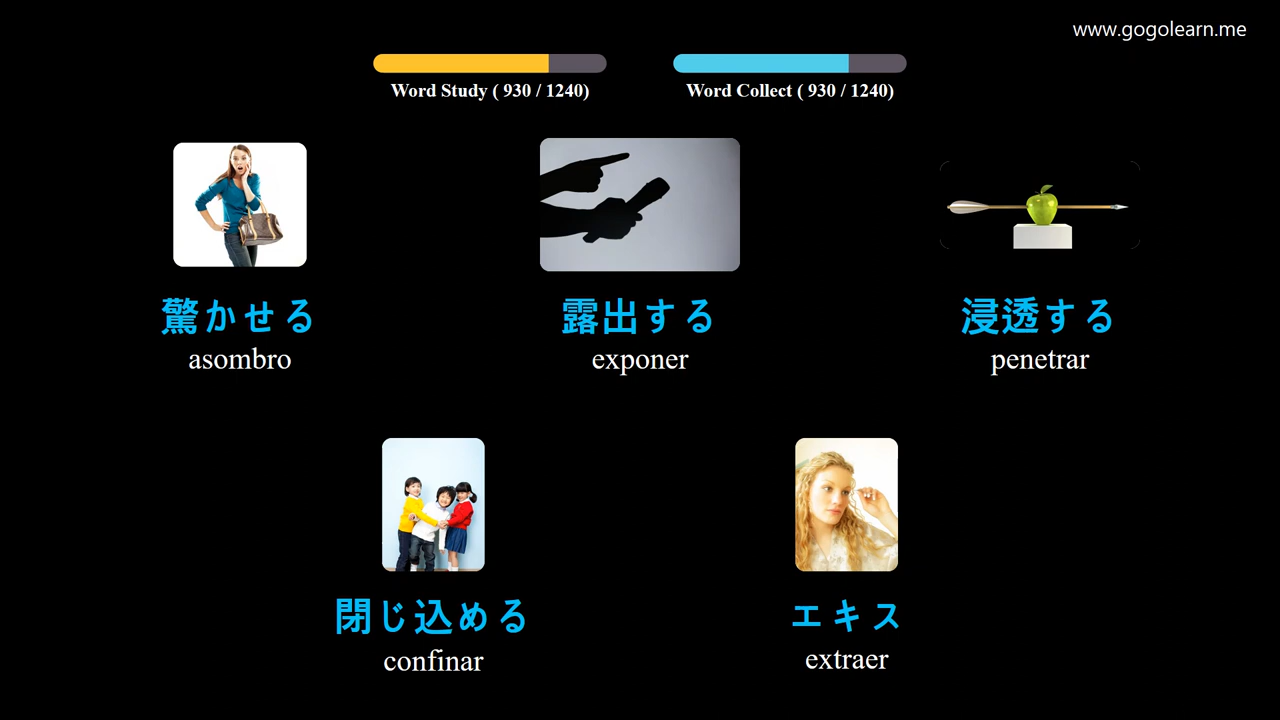 www.gogolearn.me
Word Study ( 930 / 1240)
Word Collect ( 930 / 1240)
驚かせる
asombro
露出する
exponer
浸透する
penetrar
閉じ込める
confinar
エキス
extraer